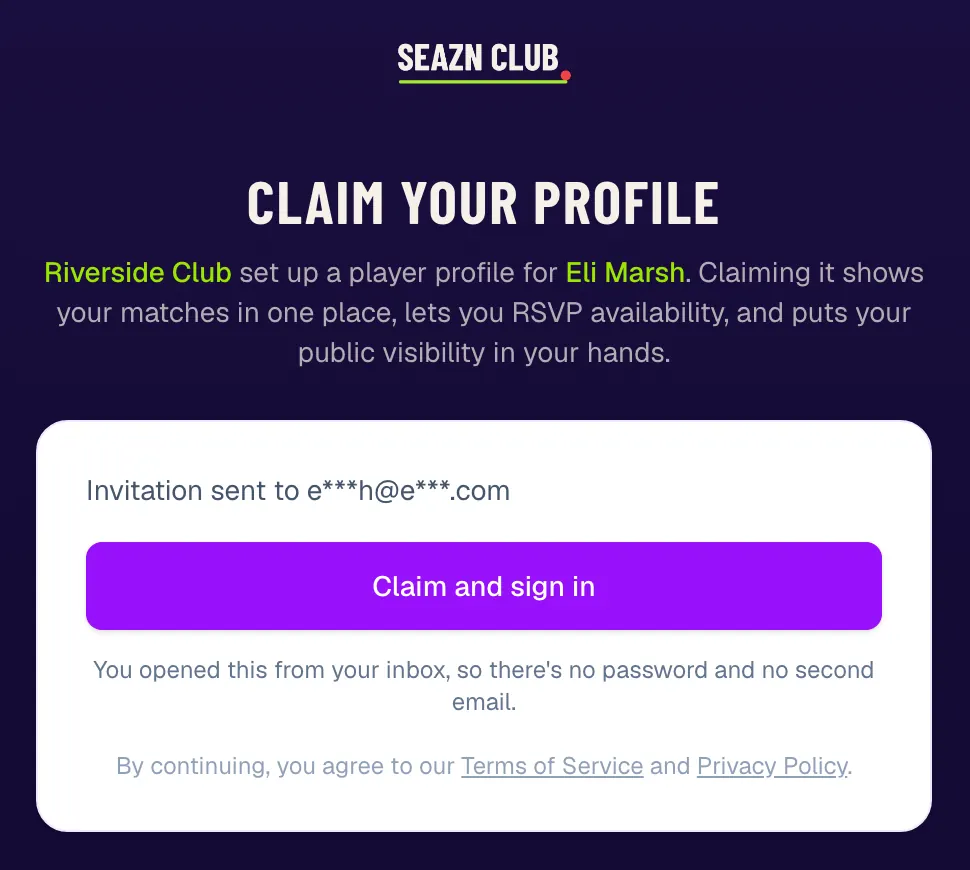 SEAZN CLUB
CLAIM YOUR PROFILE
Riverside Club set up a player profile for Eli Marsh. Claiming it shows
your matches in one place, lets you RSVP availability, and puts your
public visibility in your hands.
Invitation sent to e***h@e***.com
Claim and sign in
You opened this from your inbox, so there's no password and no second
email.
By continuing, you agree to our Terms of Service and Privacy Policy.